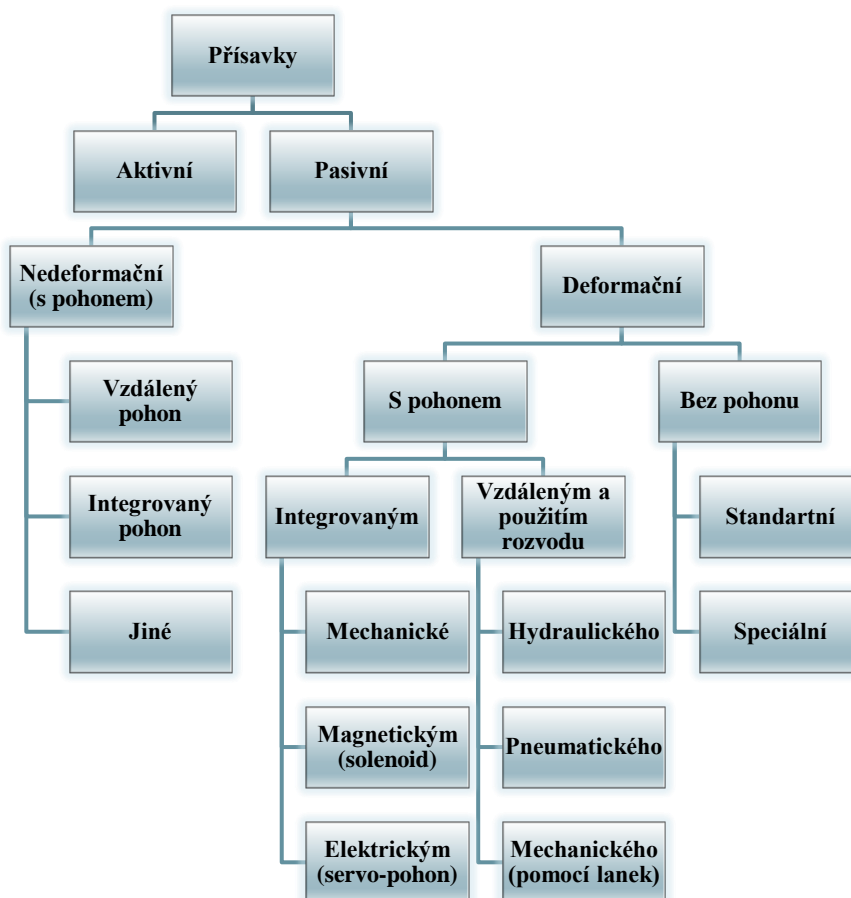 Přísavky
Aktivní
Pasivní
Nedeformační
(s pohonem)
Deformační
Vzdálený
pohon
S pohonem
Bez pohonu
Integrovaný
pohon
Integrovaným
Vzdáleným a
použitím
rozvodu
Standartní
Jiné
Mechanické
Hydraulického
Speciální
Magnetickým
(solenoid)
Pneumatického
Elektrickým
(servo-pohon)
Mechanického
(pomocí lanek)